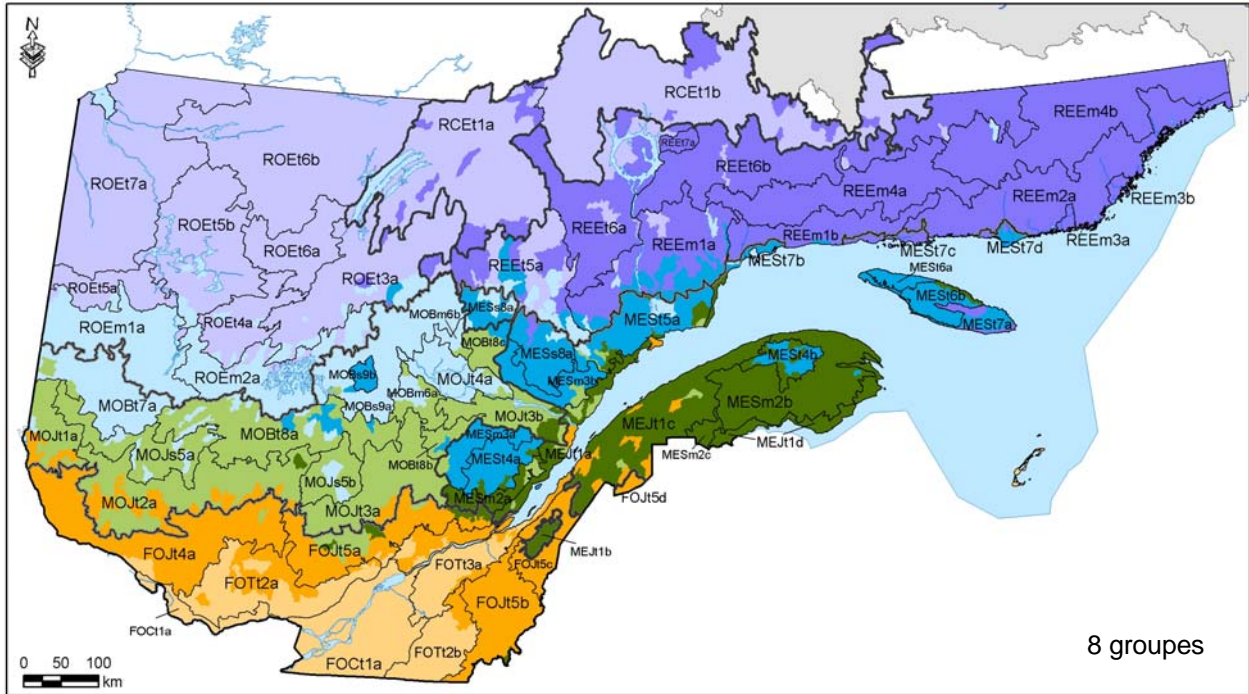 N
RCEt1b
RCEt1a
REEm4b
ROEt6b
REEt7a
REEt6b
ROEt7a
REEm4a
ROEt5b
REEm2a
REEm3b
REEt6a
REEm1a
REEm1b
REEm3a
ROEt6a
MESt7c
MESt7d
MESt7b
MESt6a
REEt5a
ROEt3a
ROEt5a
MESt6b
MESs8a
MOBm6b
MESt5a
MESt7a
ROEt4a
ROEm1a
MOBt8c
MESs8a
MESt4b
ROEm2a
MOBs9b
MOJt4a
MESm3b
MOBm6a
MOBt7a
MOBs9a
MESm2b
MOJt3b
MEJt1c
MOJt1a
MOBt8a
MESm3a
MEJt1d
MEJt1a
MESm2c
MOJs5a
MOBt8b
MESt4a
MOJs5b
FOJt5d
MESm2a
MOJt2a
MOJt3a
FOJt4a
FOJt5a
MEJt1b
FOTt3a
FOJt5c
FOTt2a
FOJt5b
FOCt1a
FOCt1a
FOTt2b
8 groupes
0 50 100
km